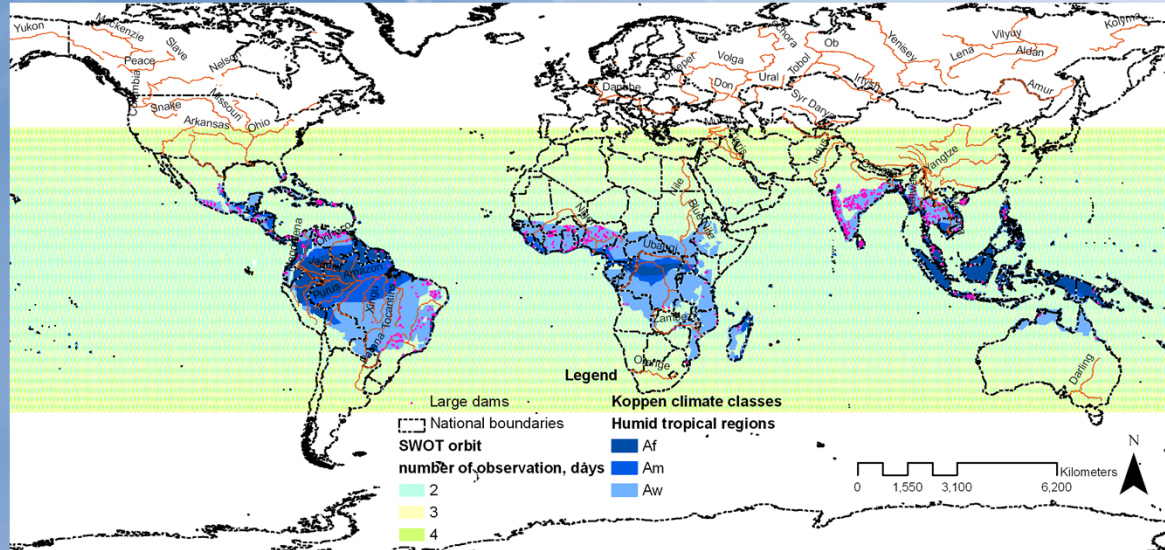 Yukon
Mackenzie
Slave
Peace
Nelson
Columbia
Snake
Missouri
Arkansas
Ohio
Orinoco
Amazon
Purua
Xingu
Tocantins
Parana
Danube
Dnieper
Volga
Don
Ural
Tobol
Ob
Irtysh
Yenisey
Lena
Vilyuy
Aldan
Kolyma
Amur
Syr Darya
Indus
Yangtze
Nile
Blue Nile
Niger
Ubangi
Zambezi
Orange
Darling
Legend
Large dams
National boundaries
SWOT orbit
number of observation, days
2
3
4
Koppen climate classes
Humid tropical regions
Af
Am
Aw
N
Kilometers
0 1,550 3,100 6,200